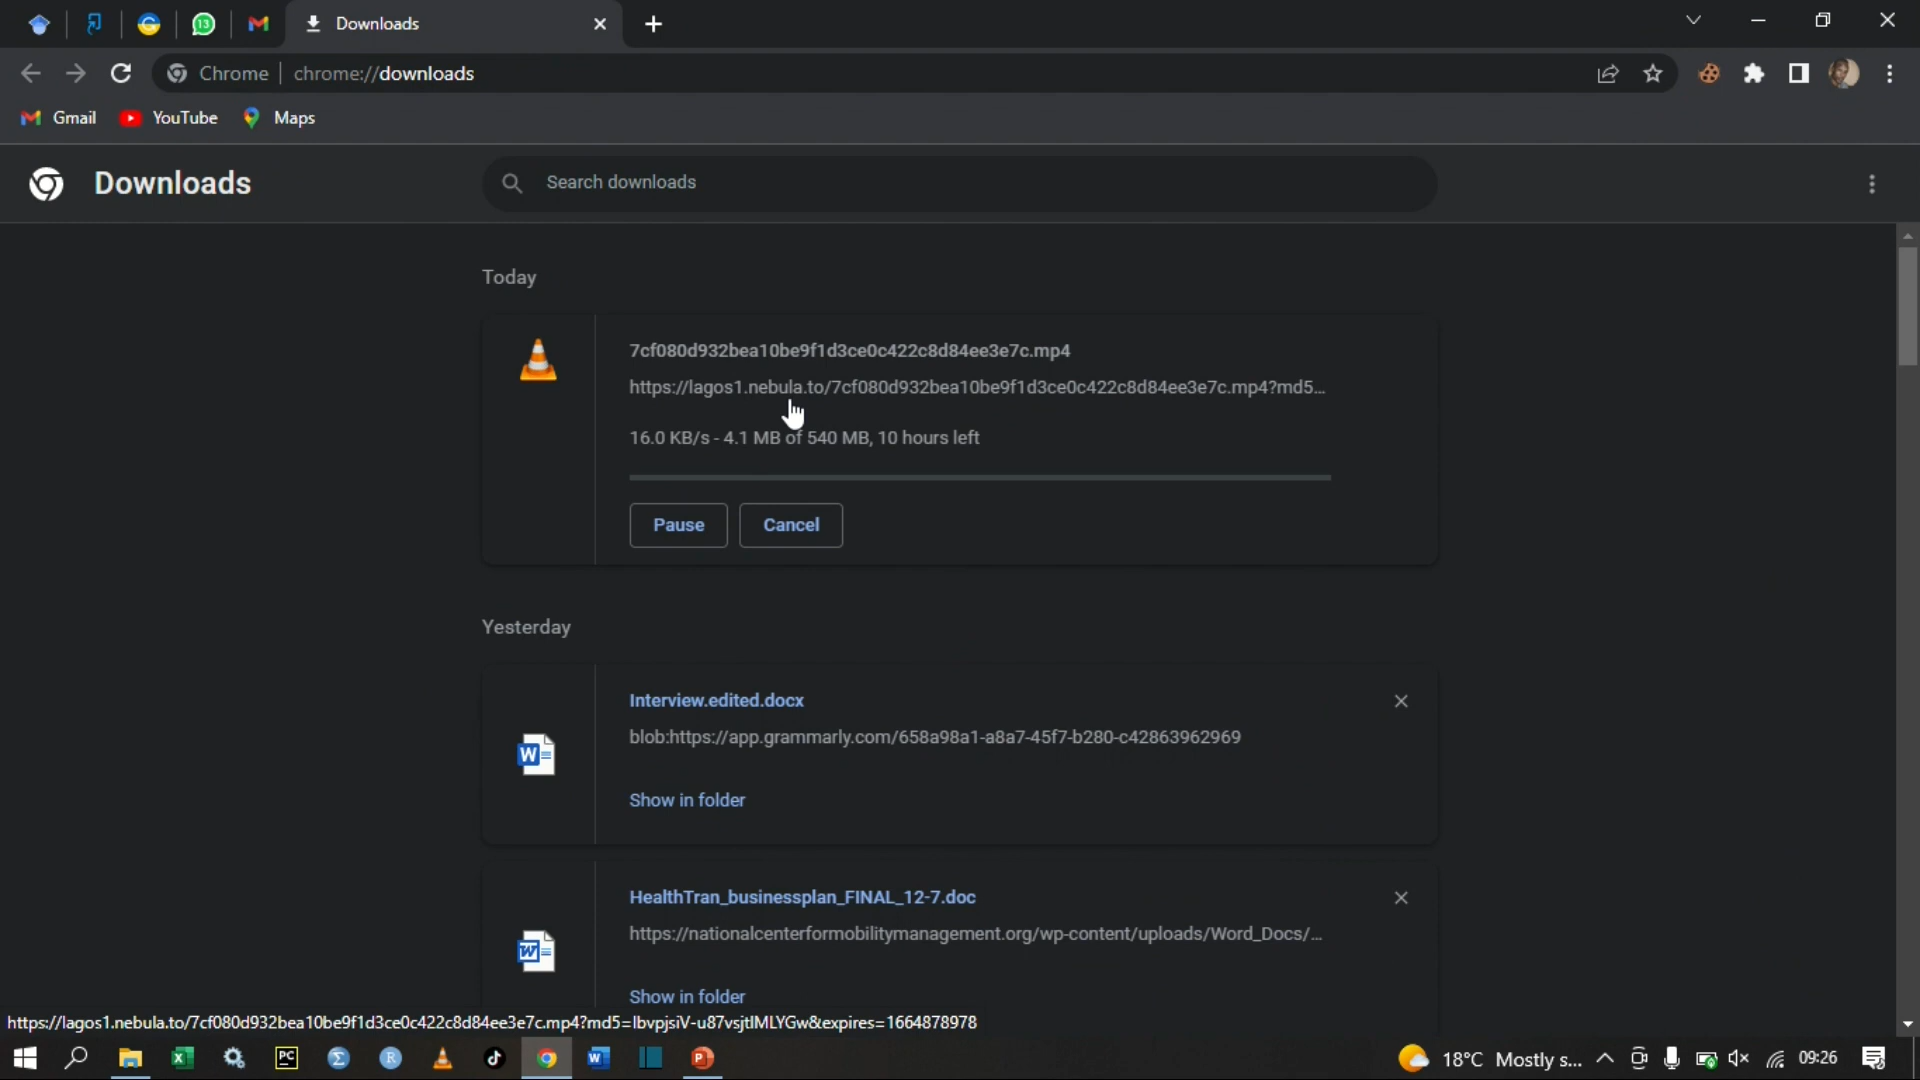 13
Downloads
Chrome
chrome://downloads
Gmail
YouTube
Maps
Downloads
Search downloads
Today
7cf080d932bea10be9f1d3ce0c422c8d84ee3e7c.mp4
https://lagos1.nebula.to/7cf080d932bea10be9f1d3ce0c422c8d84ee3e7c.mp4?md5...
16.0 KB/s - 4.1 MB of 540 MB, 10 hours left
Pause
Cancel
Yesterday
Interview.edited.docx
blob:https://app.grammarly.com/658a98a1-a8a7-45f7-b280-c42863962969
Show in folder
HealthTran_businessplan_FINAL_12-7.doc
https://nationalcenterformobilitymanagement.org/wp-content/uploads/Word_Docs/...
Show in folder
https://lagos1.nebula.to/7cf080d932bea10be9f1d3ce0c422c8d84ee3e7c.mp4?md5=lbvpjsiV-u87vsjtlMLYGw&expires=1664878978
18°C Mostly s...
09:26